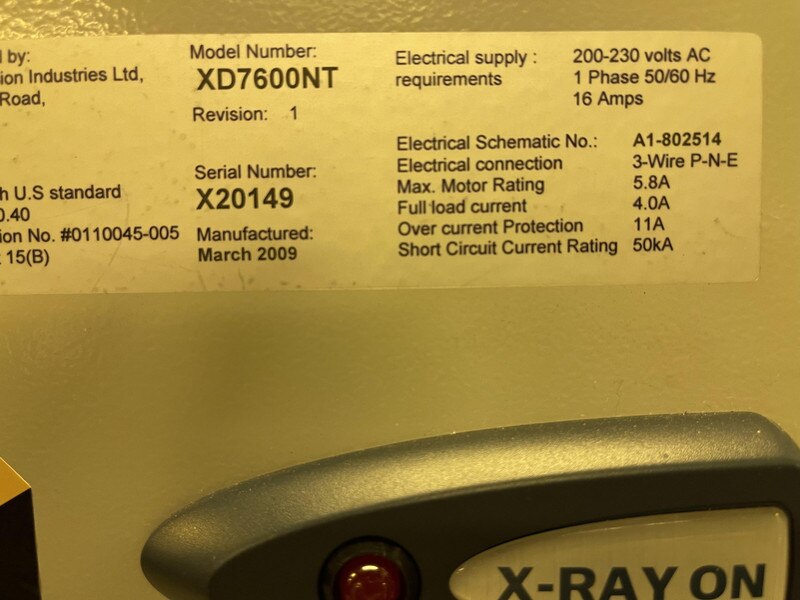 by:
ion Industries Ltd,
Road,
h U.S standard
0.40
ion No. #0110045-005
15(B)
Model Number:
XD7600NT
Revision: 1
Serial Number:
X20149
Manufactured:
March 2009
Electrical supply : 200-230 volts AC
requirements 1 Phase 50/60 Hz
16 Amps
Electrical Schematic No.: A1-802514
Electrical connection 3-Wire P-N-E
Max. Motor Rating 5.8A
Full load current 4.0A
Over current Protection 11A
Short Circuit Current Rating 50kA
X-RAY ON